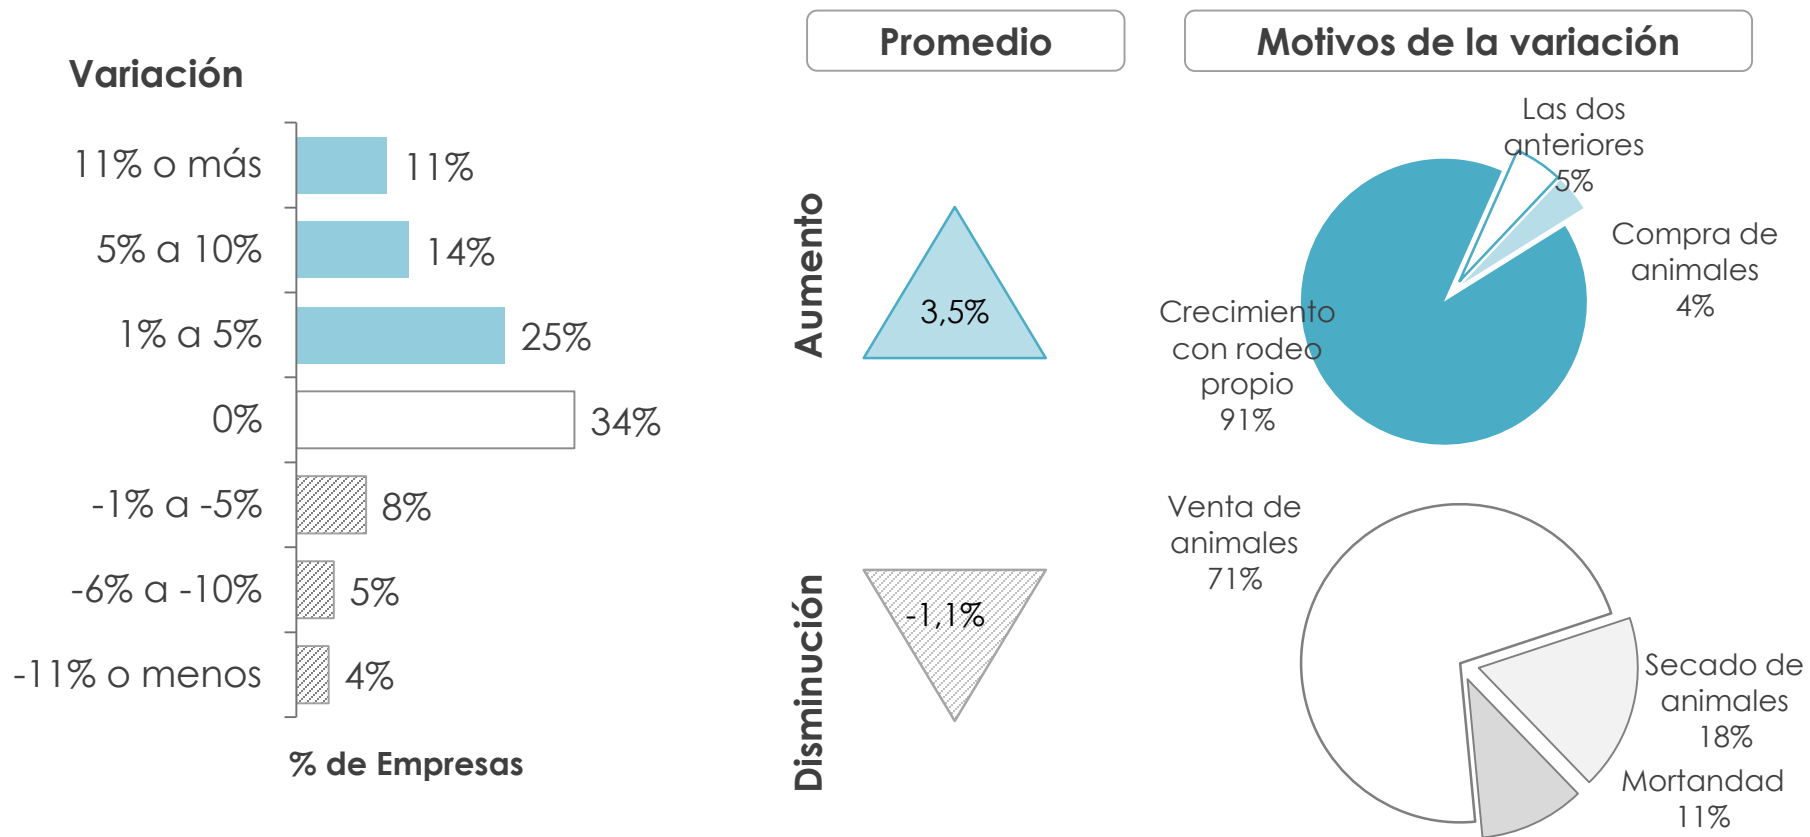 Variación
11% o más
11%
5% a 10%
14%
1% a 5%
25%
0%
34%
-1% a -5%
8%
-6% a -10%
5%
-11% o menos
4%
% de Empresas
Promedio
Aumento
3,5%
Disminución
-1,1%
Motivos de la variación
Las dos
anteriores
5%
Compra de
animales
4%
Crecimiento
con rodeo
propio
91%
Venta de
animales
71%
Secado de
animales
18%
Mortandad
11%